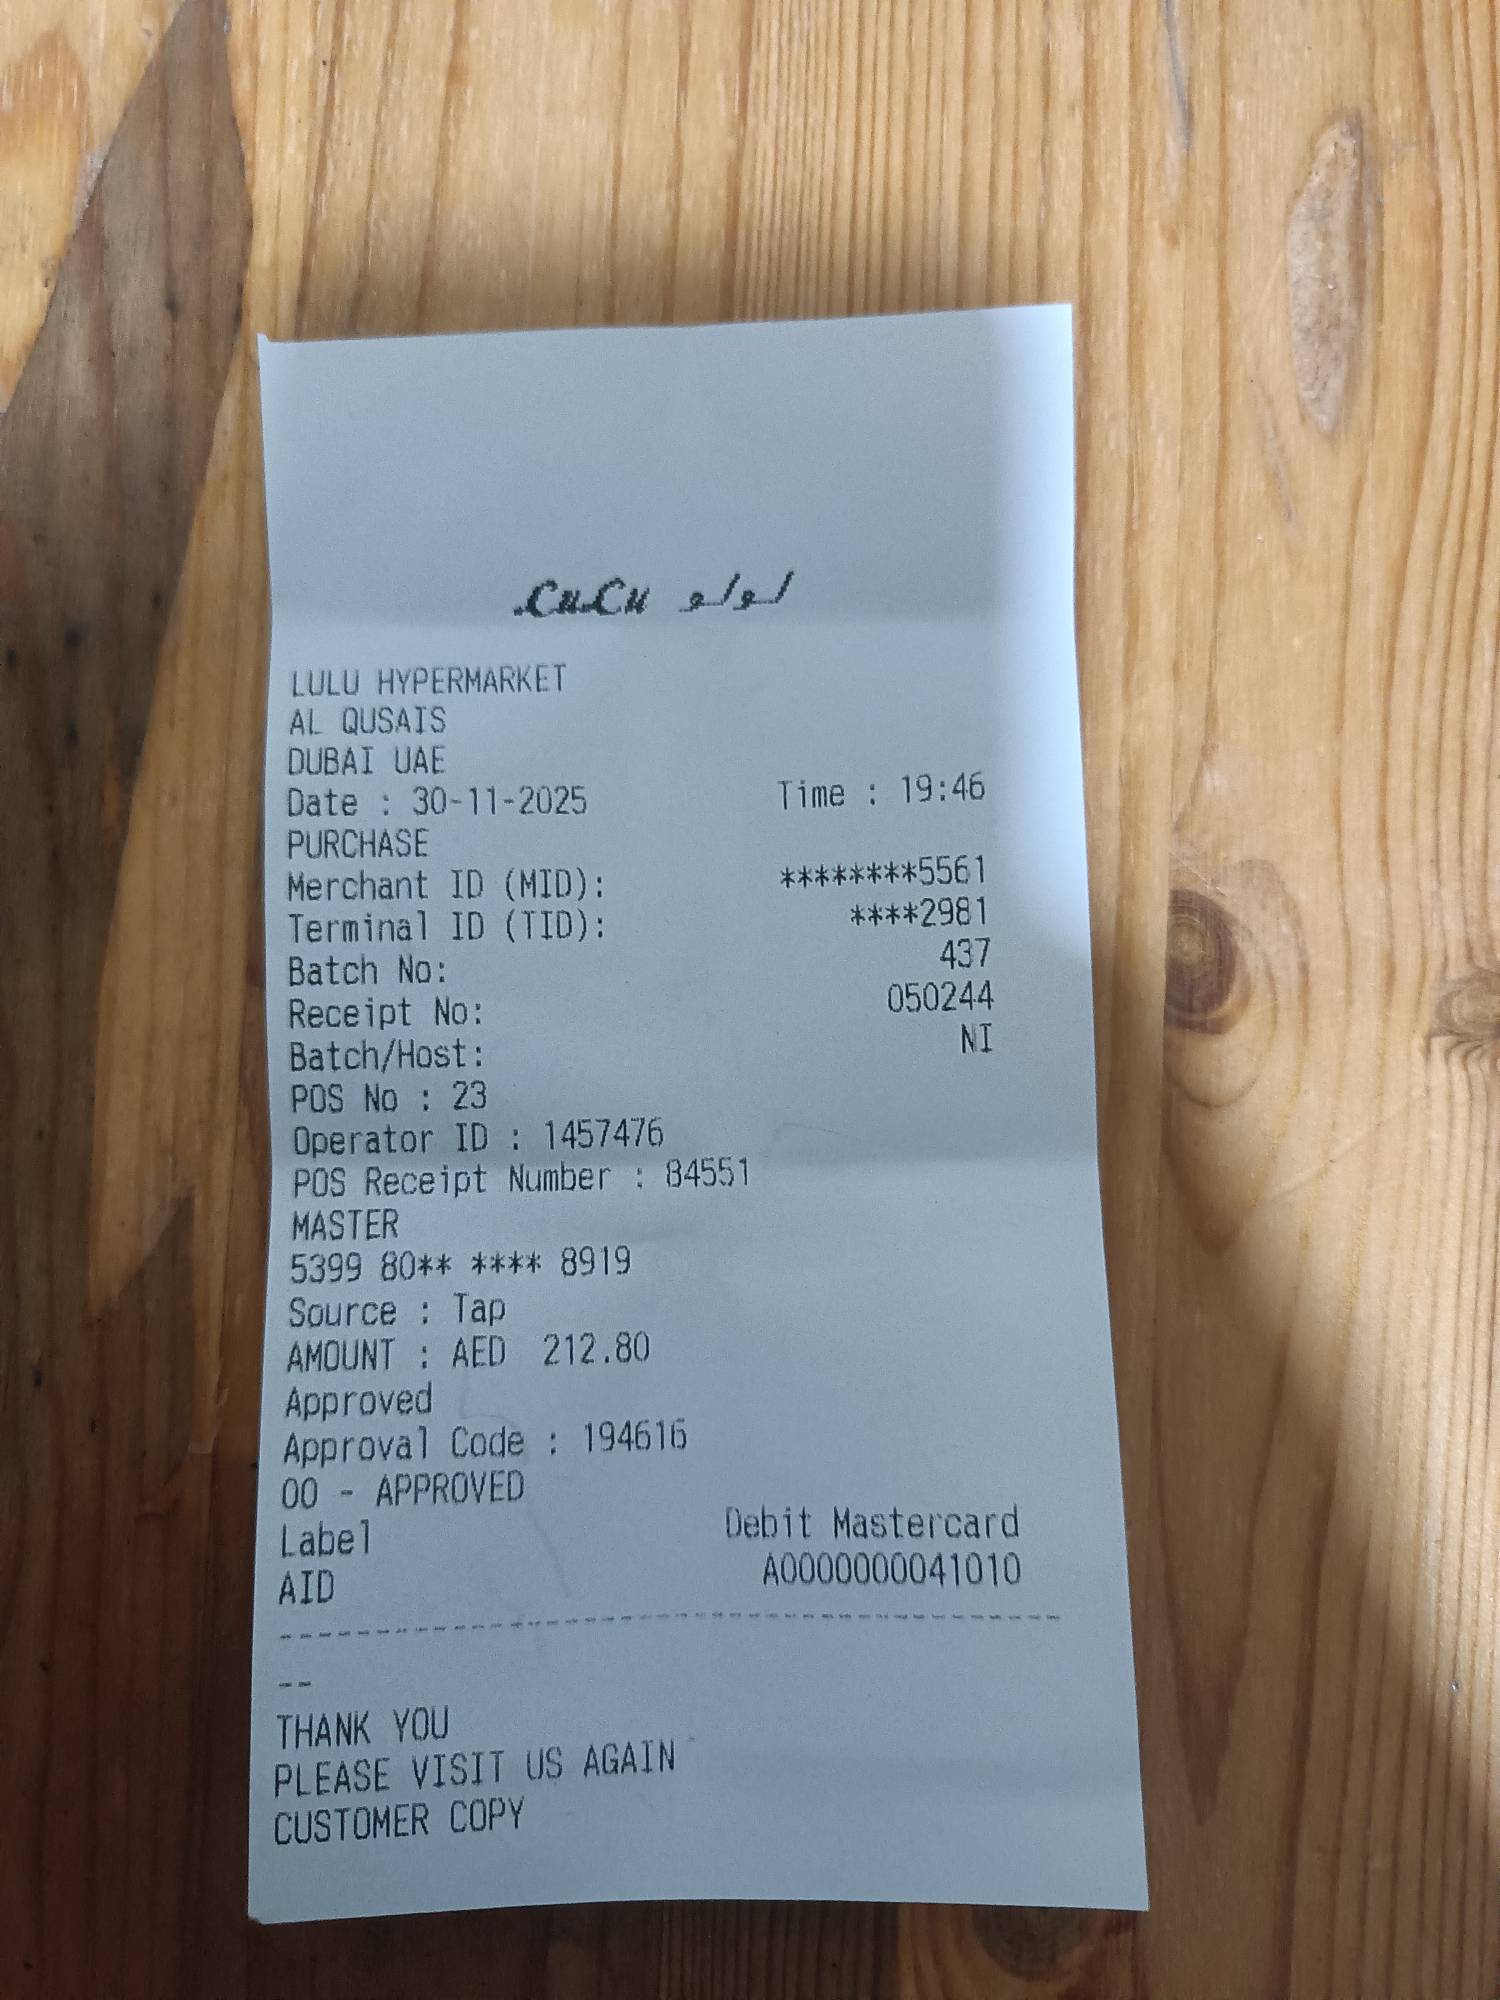 LuLu لولو
LULU HYPERMARKET
AL QUSAIS
DUBAI UAE
Date : 30-11-2025 Time : 19:46
PURCHASE
Merchant ID (MID): ********5561
Terminal ID (TID): ****2981
Batch No: 437
Receipt No: 050244
Batch/Host: NI
POS No : 23
Operator ID : 1457476
POS Receipt Number : 84551
MASTER
5399 80** **** 8919
Source : Tap
AMOUNT : AED 212.80
Approved
Approval Code : 194616
00 - APPROVED
Label Debit Mastercard
AID A0000000041010
--------------------------------------------
--
THANK YOU
PLEASE VISIT US AGAIN
CUSTOMER COPY